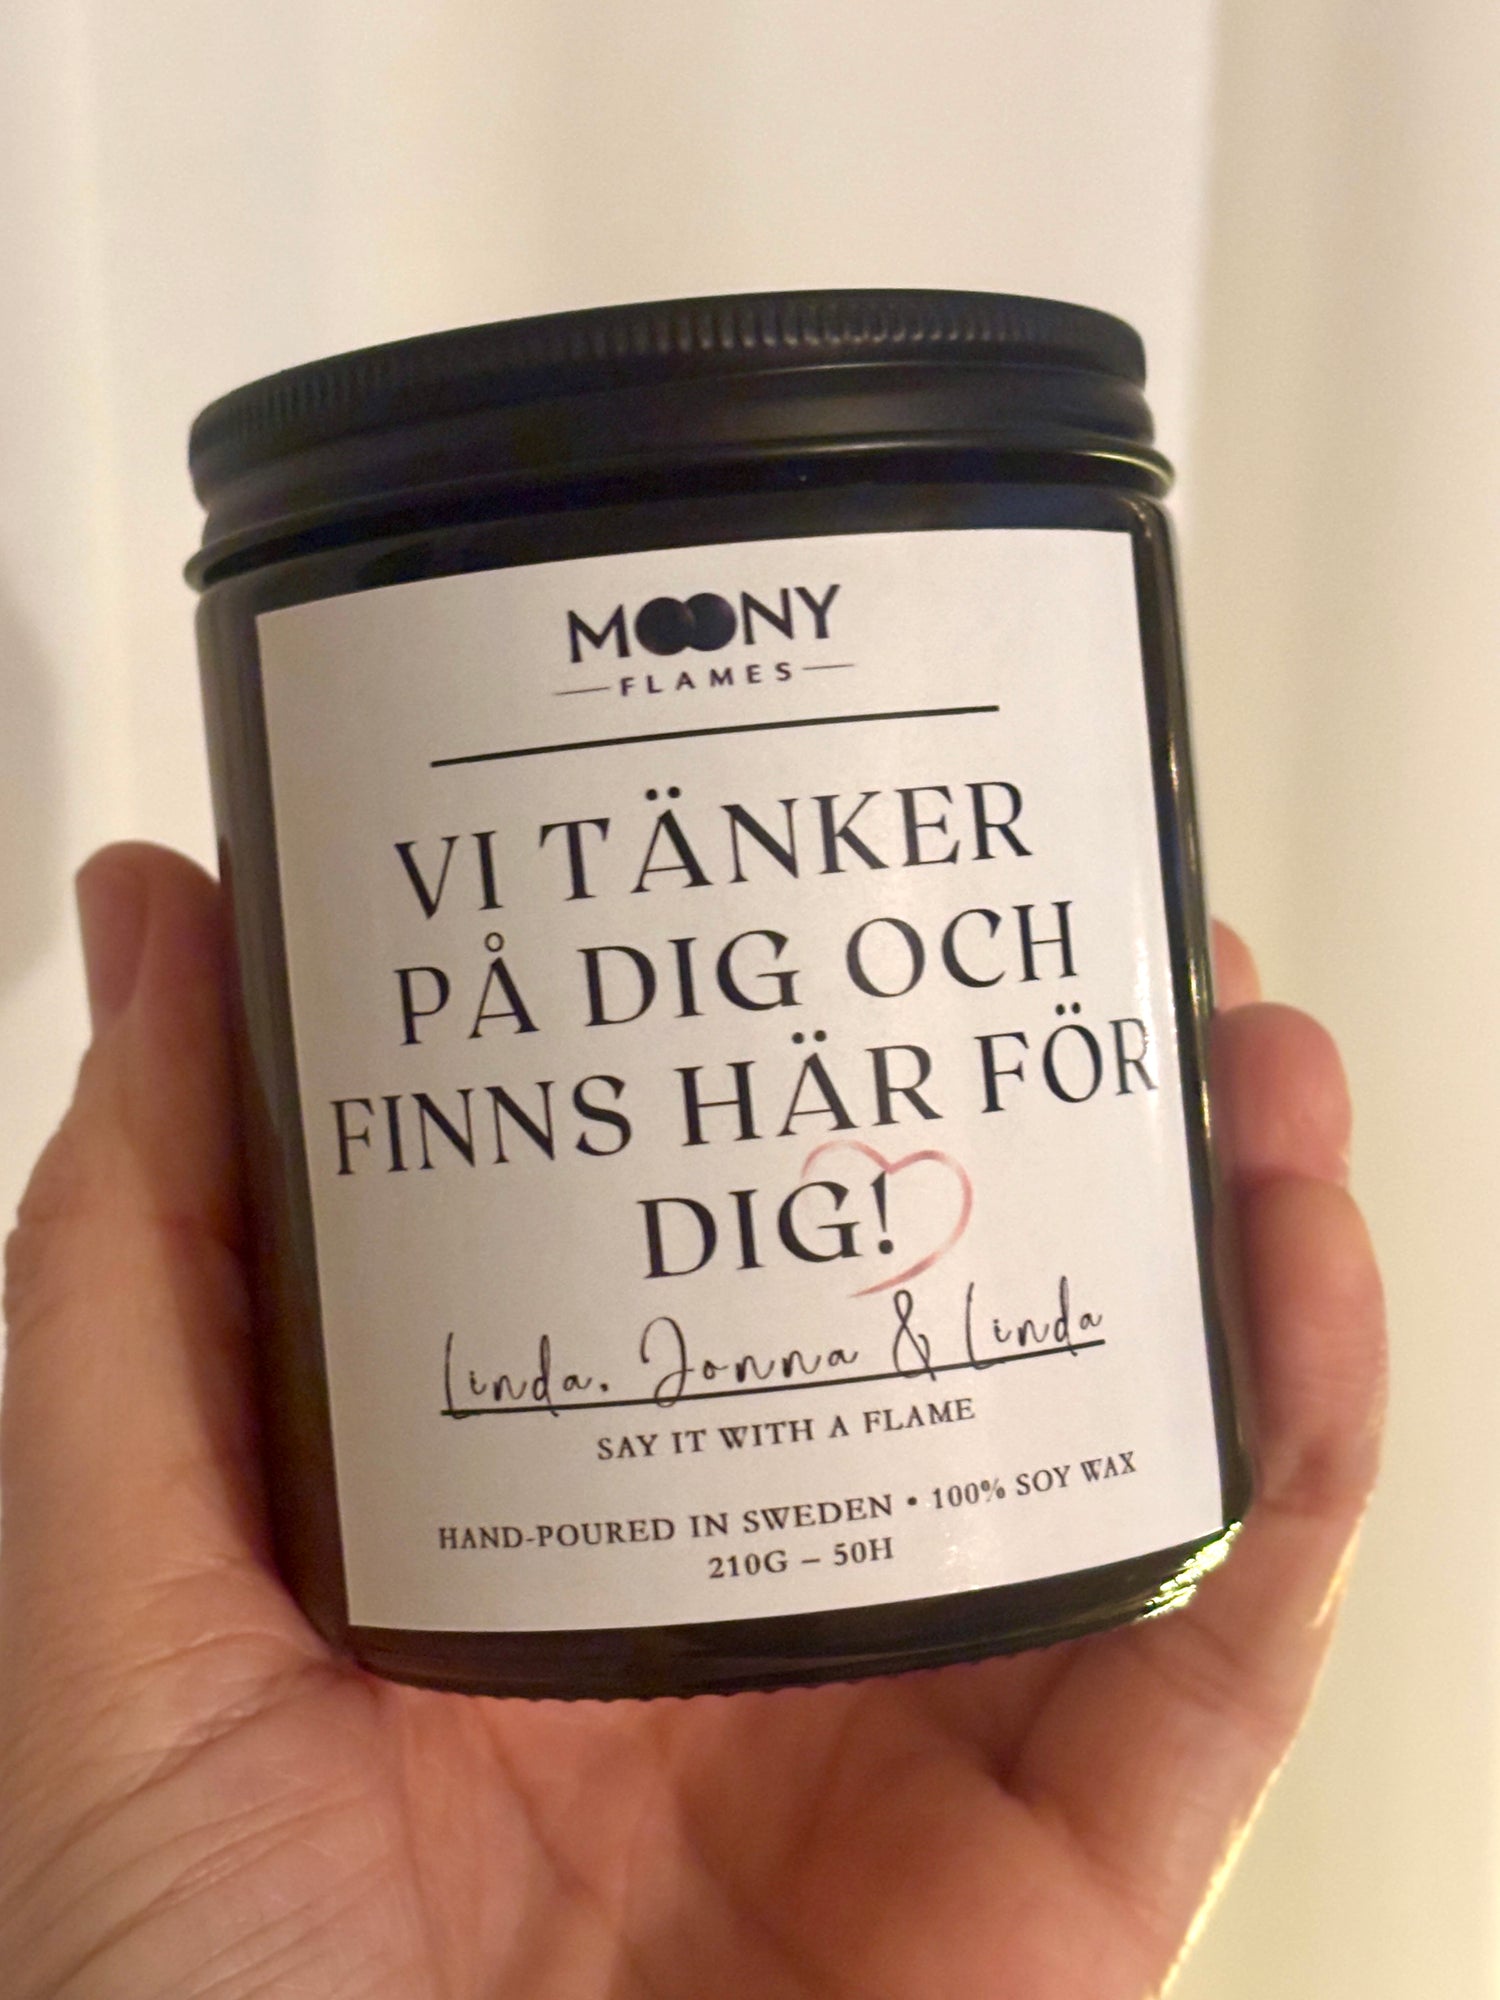 MOONY
FLAMES
VI TÄNKER
PÅ DIG OCH
FINNS HÄR FÖR
DIG!
Linda. Jonna & Linda
SAY IT WITH A FLAME
HAND-POURED IN SWEDEN • 100% SOY WAX
210G – 50H